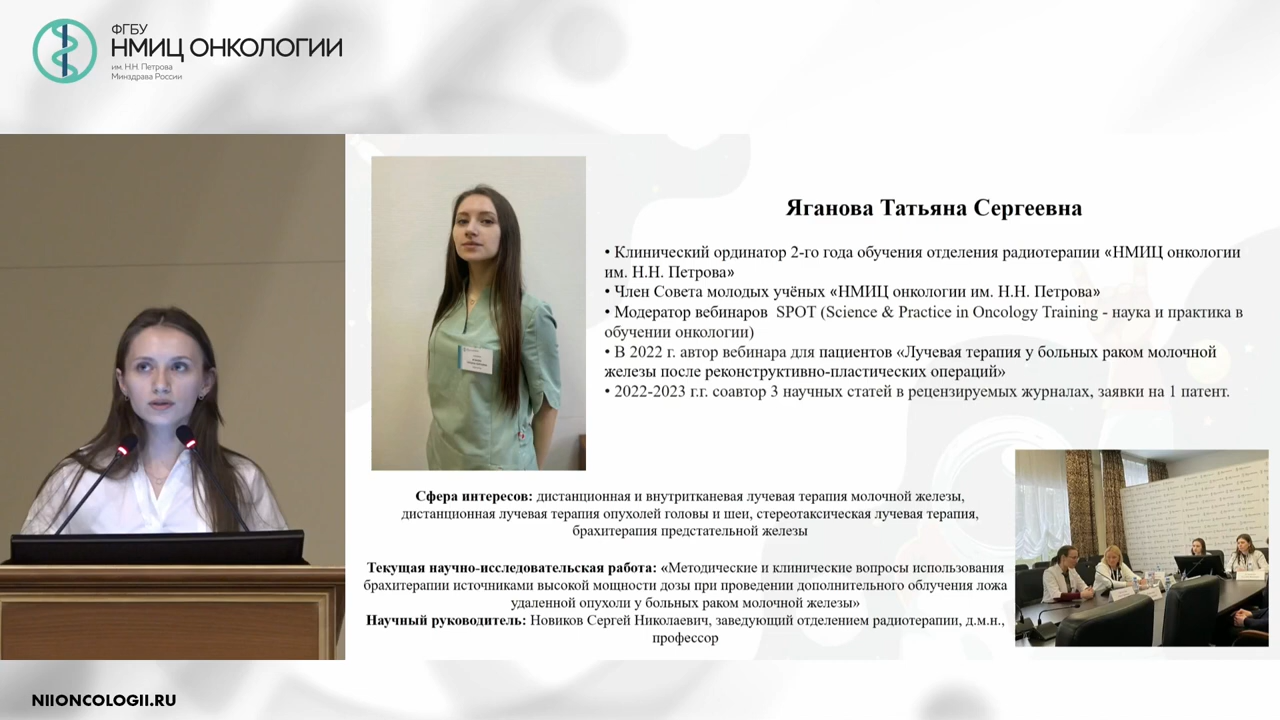 ФГБУ
НМИЦ ОНКОЛОГИИ
им. Н.Н. Петрова
Минздрава России
Яганова Татьяна Сергеевна
• Клинический ординатор 2-го года обучения отделения радиотерапии «НМИЦ онкологии
им. Н.Н. Петрова»
• Член Совета молодых учёных «НМИЦ онкологии им. Н.Н. Петрова»
• Модератор вебинаров SPOT (Science & Practice in Oncology Training - наука и практика в
обучении онкологии)
• В 2022 г. автор вебинара для пациентов «Лучевая терапия у больных раком молочной
железы после реконструктивно-пластических операций»
• 2022-2023 г.г. соавтор 3 научных статей в рецензируемых журналах, заявки на 1 патент.
Сфера интересов: дистанционная и внутритканевая лучевая терапия молочной железы,
дистанционная лучевая терапия опухолей головы и шеи, стереотаксическая лучевая терапия,
брахитерапия предстательной железы
Текущая научно-исследовательская работа: «Методические и клинические вопросы использования
брахитерапии источниками высокой мощности дозы при проведении дополнительного облучения ложа
удаленной опухоли у больных раком молочной железы»
Научный руководитель: Новиков Сергей Николаевич, заведующий отделением радиотерапии, д.м.н.,
профессор
NIIONCOLOGII.RU